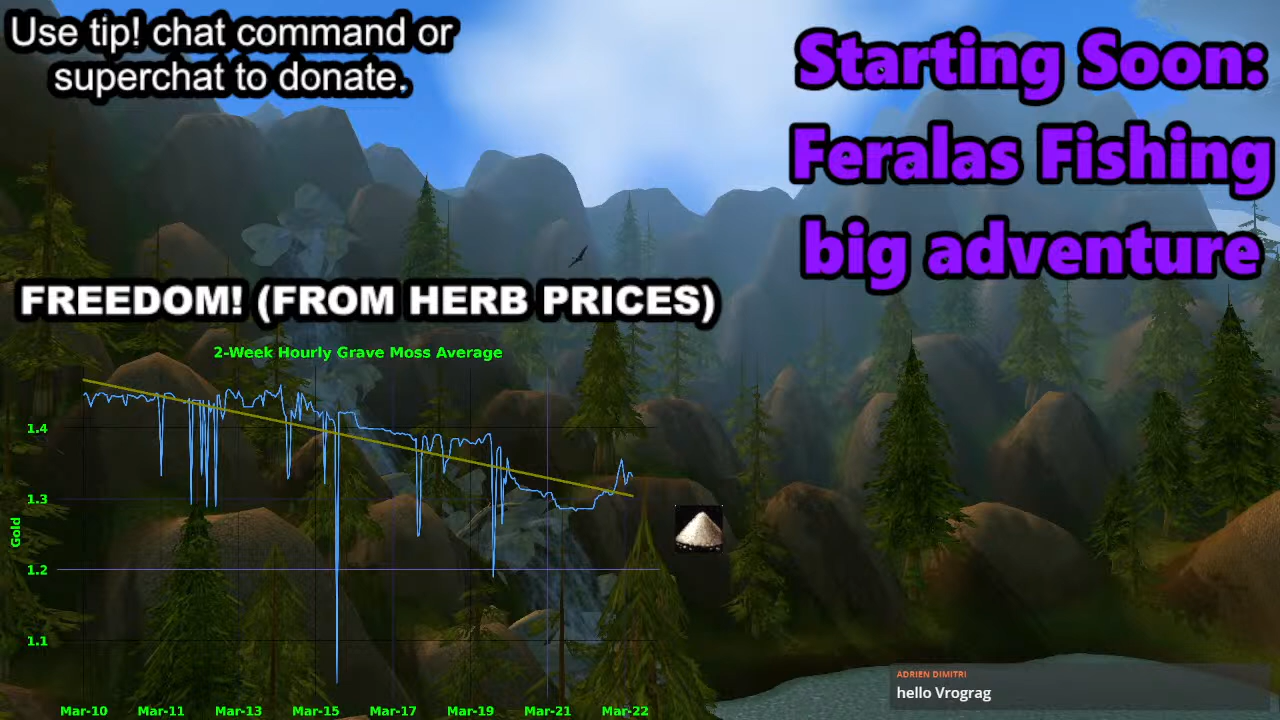 Use tip! chat command or
superchat to donate.
Starting Soon:
Feralas Fishing
big adventure
FREEDOM! (FROM HERB PRICES)
2-Week Hourly Grave Moss Average
1.4
1.3
1.2
1.1
Gold
Mar-10 Mar-11 Mar-13 Mar-15 Mar-17 Mar-19 Mar-21 Mar-22
ADRIEN DIMITRI
hello Vrograg